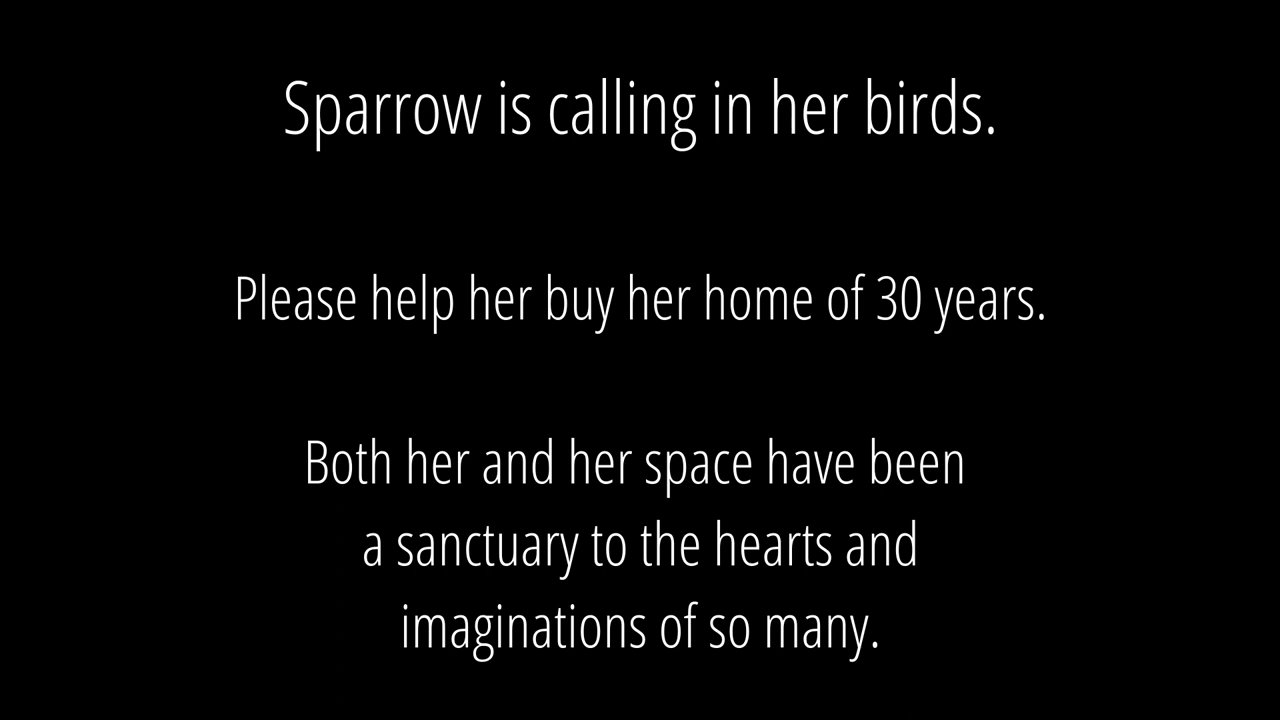 Sparrow is calling in her birds.
Please help her buy her home of 30 years.
Both her and her space have been
a sanctuary to the hearts and
imaginations of so many.